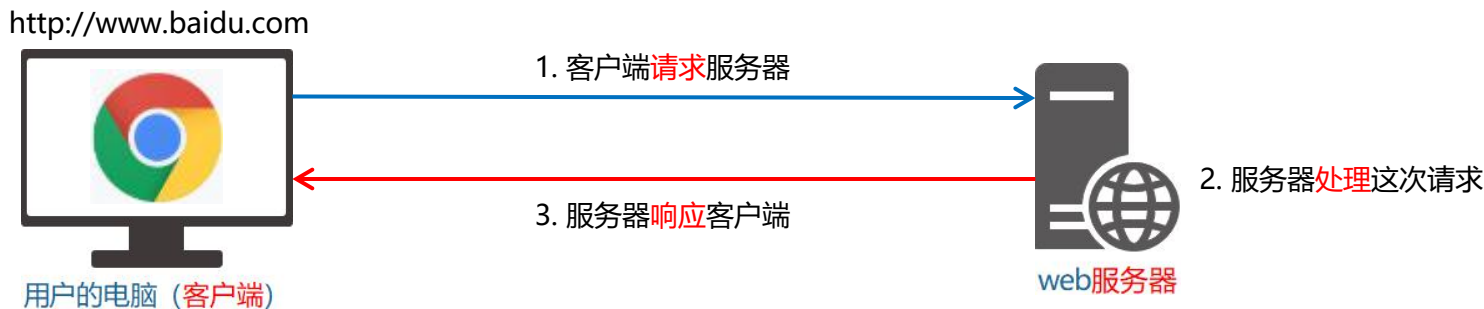 http://www.baidu.com
1. 客户端请求服务器
2. 服务器处理这次请求
3. 服务器响应客户端
用户的电脑（客户端）
web服务器